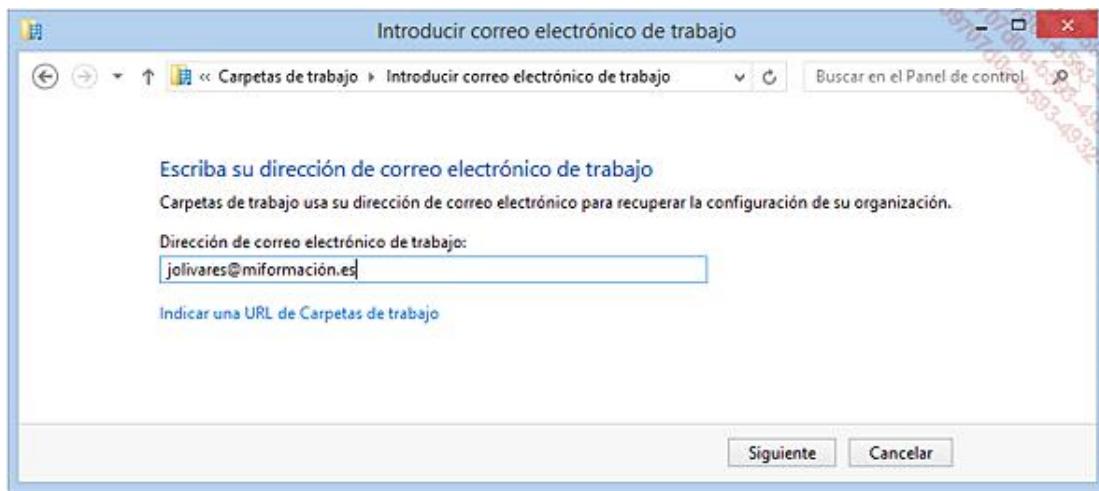 Introducir correo electrónico de trabajo
« Carpetas de trabajo ▸ Introducir correo electrónico de trabajo
Buscar en el Panel de control
Escriba su dirección de correo electrónico de trabajo
Carpetas de trabajo usa su dirección de correo electrónico para recuperar la configuración de su organización.
Dirección de correo electrónico de trabajo:
jolivares@miformación.es
Indicar una URL de Carpetas de trabajo
Siguiente
Cancelar